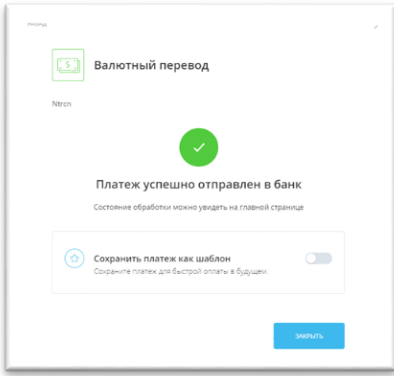 Валютный перевод
Ntrcn
Платеж успешно отправлен в банк
Состояние обработки можно увидеть на главной странице
Сохранить платеж как шаблон
Сохраните платеж для быстрой оплаты в будущем.
ЗАКРЫТЬ